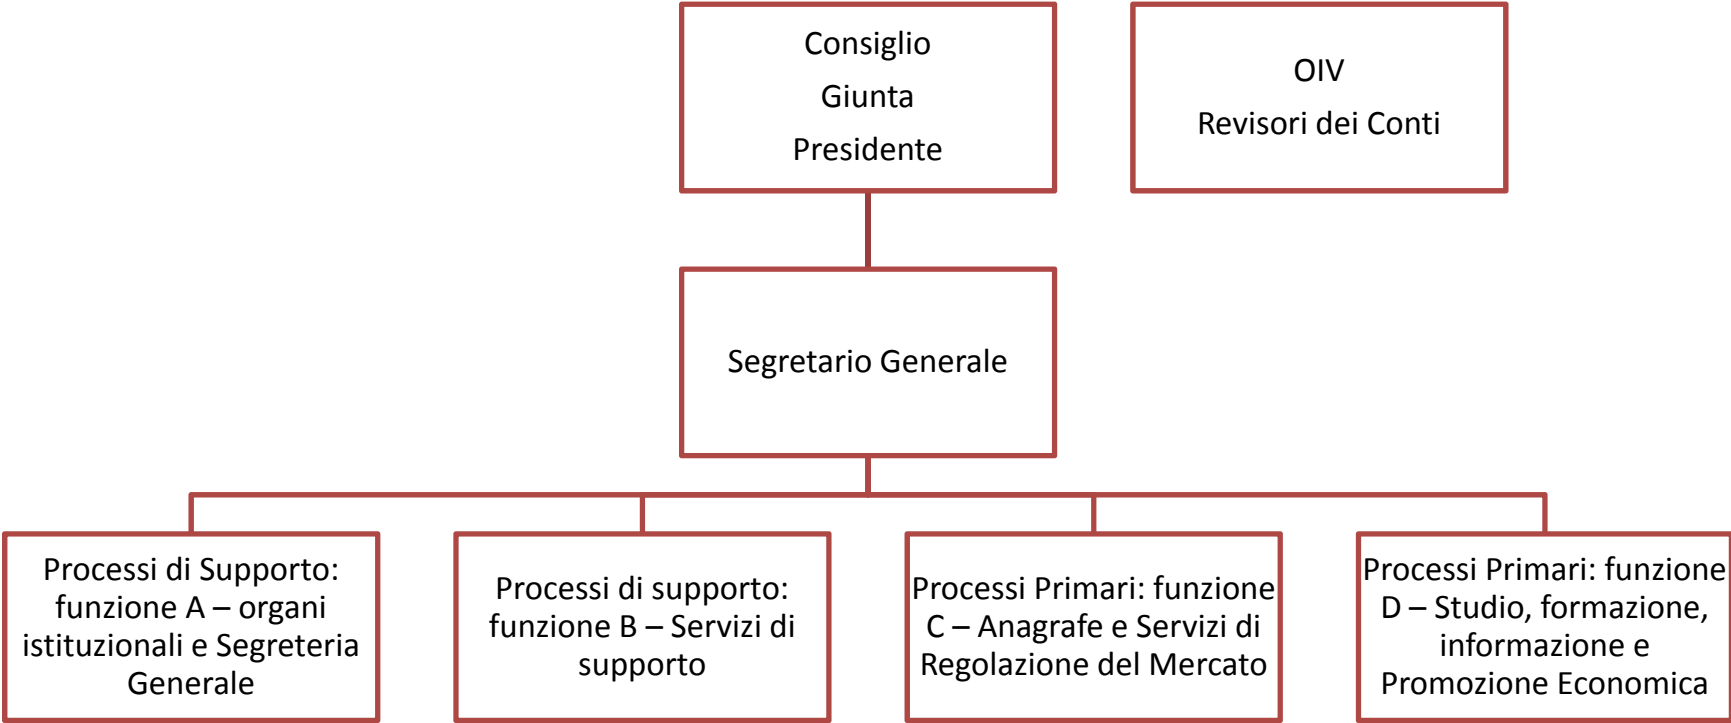 Consiglio
Giunta
Presidente
OIV
Revisori dei Conti
Segretario Generale
Processi di Supporto:
funzione A – organi
istituzionali e Segreteria
Generale
Processi di supporto:
funzione B – Servizi di
supporto
Processi Primari: funzione
C – Anagrafe e Servizi di
Regolazione del Mercato
Processi Primari: funzione
D – Studio, formazione,
informazione e
Promozione Economica